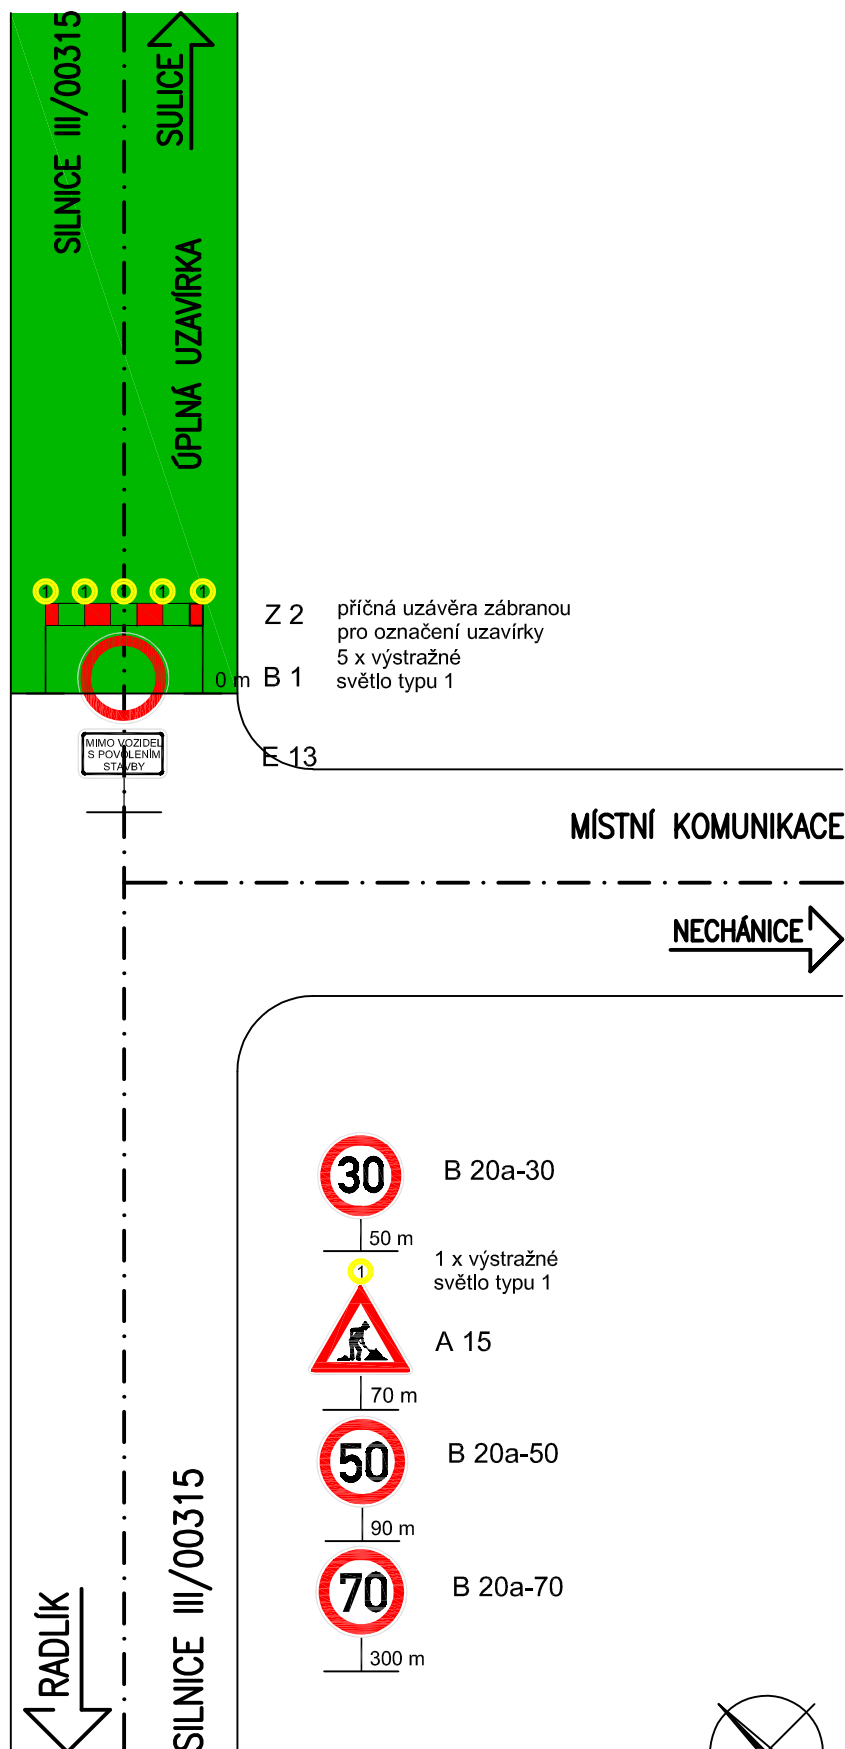 SILNICE III/00315
SULICE
ÚPLNÁ UZAVÍRKA
1 1 1 1 1
Z 2
příčná uzávěra zábranou
pro označení uzavírky
5 x výstražné
světlo typu 1
0 m
B 1
MIMO VOZIDEL
S POVOLENÍM
STAVBY
E 13
MÍSTNÍ KOMUNIKACE
NECHÁNICE
30
B 20a-30
50 m
1 x výstražné
světlo typu 1
1
A 15
70 m
50
B 20a-50
90 m
70
B 20a-70
300 m
RADLÍK
SILNICE III/00315